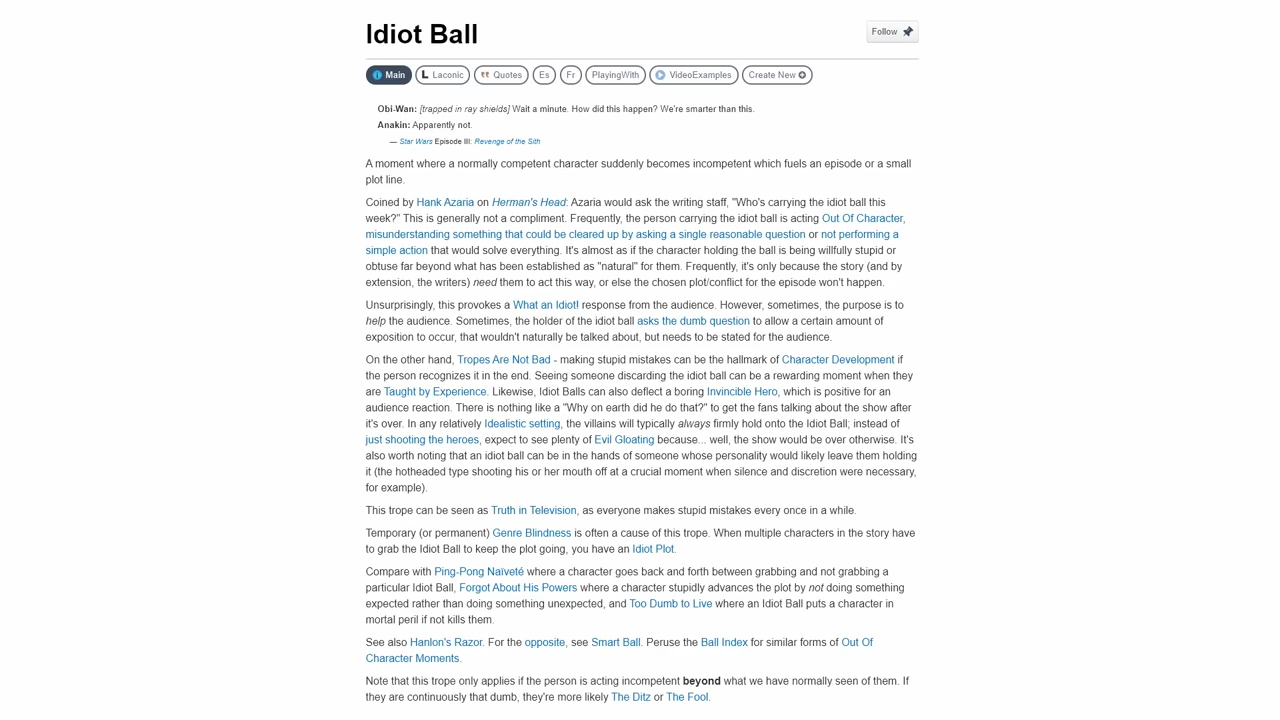 Idiot Ball
Follow
Main
Laconic
Quotes
Es
Fr
PlayingWith
VideoExamples
Create New
Obi-Wan: [trapped in ray shields] Wait a minute. How did this happen? We're smarter than this.
Anakin: Apparently not.
— Star Wars Episode III: Revenge of the Sith
A moment where a normally competent character suddenly becomes incompetent which fuels an episode or a small
plot line.
Coined by Hank Azaria on Herman's Head: Azaria would ask the writing staff, "Who's carrying the idiot ball this
week?" This is generally not a compliment. Frequently, the person carrying the idiot ball is acting Out Of Character,
misunderstanding something that could be cleared up by asking a single reasonable question or not performing a
simple action that would solve everything. It's almost as if the character holding the ball is being willfully stupid or
obtuse far beyond what has been established as "natural" for them. Frequently, it's only because the story (and by
extension, the writers) need them to act this way, or else the chosen plot/conflict for the episode won't happen.
Unsurprisingly, this provokes a What an Idiot! response from the audience. However, sometimes, the purpose is to
help the audience. Sometimes, the holder of the idiot ball asks the dumb question to allow a certain amount of
exposition to occur, that wouldn't naturally be talked about, but needs to be stated for the audience.
On the other hand, Tropes Are Not Bad - making stupid mistakes can be the hallmark of Character Development if
the person recognizes it in the end. Seeing someone discarding the idiot ball can be a rewarding moment when they
are Taught by Experience. Likewise, Idiot Balls can also deflect a boring Invincible Hero, which is positive for an
audience reaction. There is nothing like a "Why on earth did he do that?" to get the fans talking about the show after
it's over. In any relatively Idealistic setting, the villains will typically always firmly hold onto the Idiot Ball; instead of
just shooting the heroes, expect to see plenty of Evil Gloating because... well, the show would be over otherwise. It's
also worth noting that an idiot ball can be in the hands of someone whose personality would likely leave them holding
it (the hotheaded type shooting his or her mouth off at a crucial moment when silence and discretion were necessary,
for example).
This trope can be seen as Truth in Television, as everyone makes stupid mistakes every once in a while.
Temporary (or permanent) Genre Blindness is often a cause of this trope. When multiple characters in the story have
to grab the Idiot Ball to keep the plot going, you have an Idiot Plot.
Compare with Ping-Pong Naïveté where a character goes back and forth between grabbing and not grabbing a
particular Idiot Ball, Forgot About His Powers where a character stupidly advances the plot by not doing something
expected rather than doing something unexpected, and Too Dumb to Live where an Idiot Ball puts a character in
mortal peril if not kills them.
See also Hanlon's Razor. For the opposite, see Smart Ball. Peruse the Ball Index for similar forms of Out Of
Character Moments.
Note that this trope only applies if the person is acting incompetent beyond what we have normally seen of them. If
they are continuously that dumb, they're more likely The Ditz or The Fool.